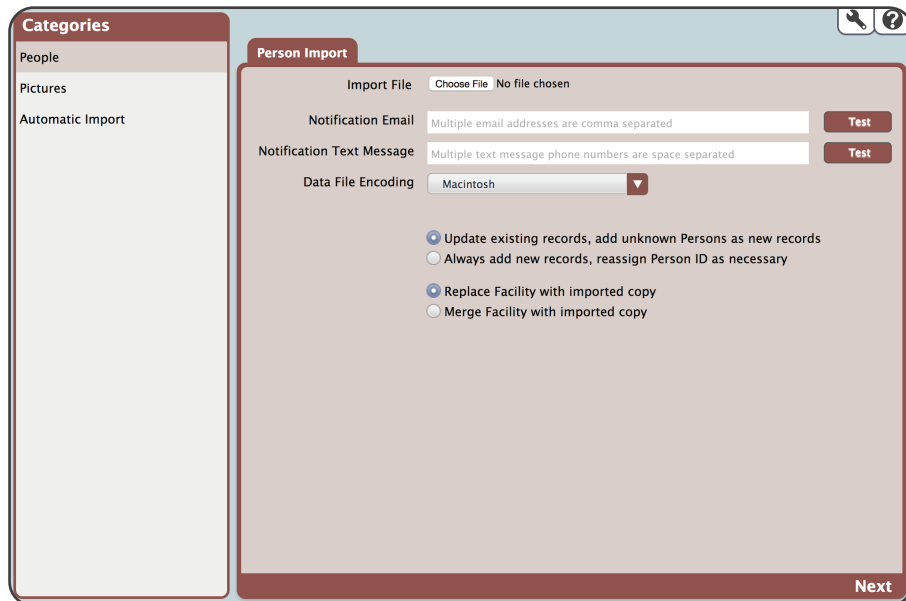 Categories
People
Pictures
Automatic Import
Person Import
Import File Choose File No file chosen
Notification Email Multiple email addresses are comma separated Test
Notification Text Message Multiple text message phone numbers are space separated Test
Data File Encoding Macintosh
Update existing records, add unknown Persons as new records
Always add new records, reassign Person ID as necessary
Replace Facility with imported copy
Merge Facility with imported copy
Next